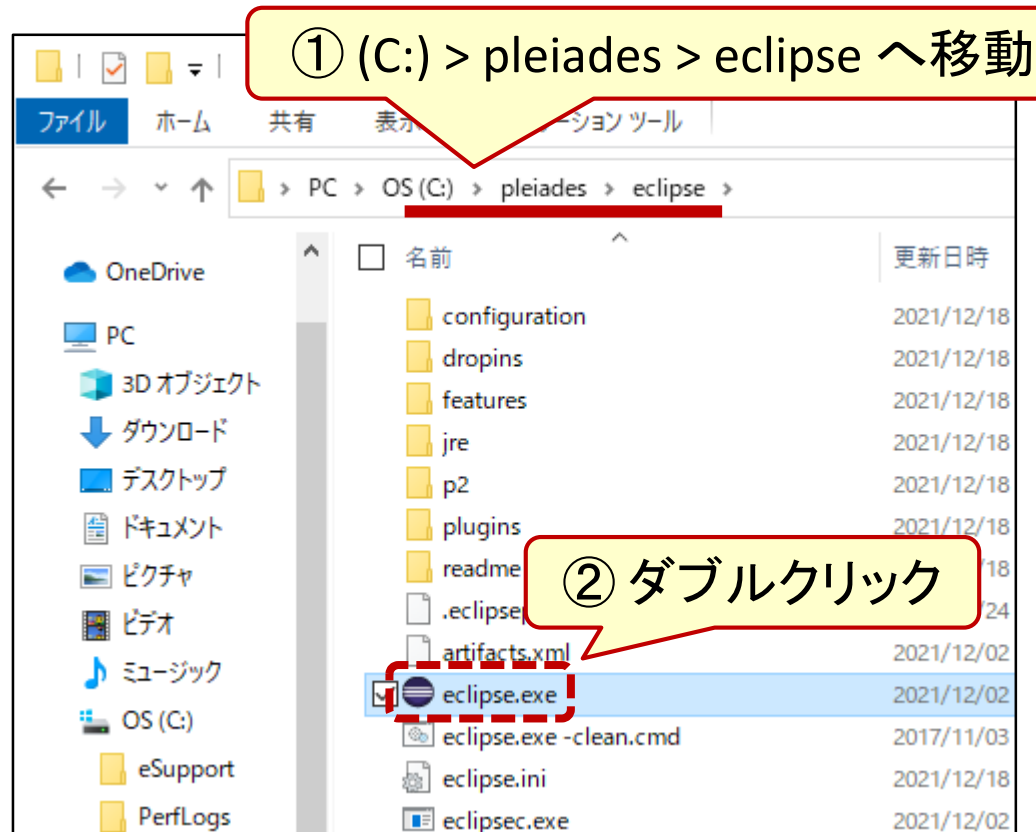 ① (C:) > pleiades > eclipse へ移動
ファイル ホーム 共有 表示 ーション ツール
PC > OS (C:) > pleiades > eclipse >
名前 更新日時
OneDrive
PC
3D オブジェクト
ダウンロード
デスクトップ
ドキュメント
ピクチャ
ビデオ
ミュージック
OS (C:)
eSupport
PerfLogs
configuration 2021/12/18
dropins 2021/12/18
features 2021/12/18
jre 2021/12/18
p2 2021/12/18
plugins 2021/12/18
readme /18
② ダブルクリック
.eclipsep /24
artifacts.xml 2021/12/02
eclipse.exe 2021/12/02
eclipse.exe -clean.cmd 2017/11/03
eclipse.ini 2021/12/18
eclipsec.exe 2021/12/02